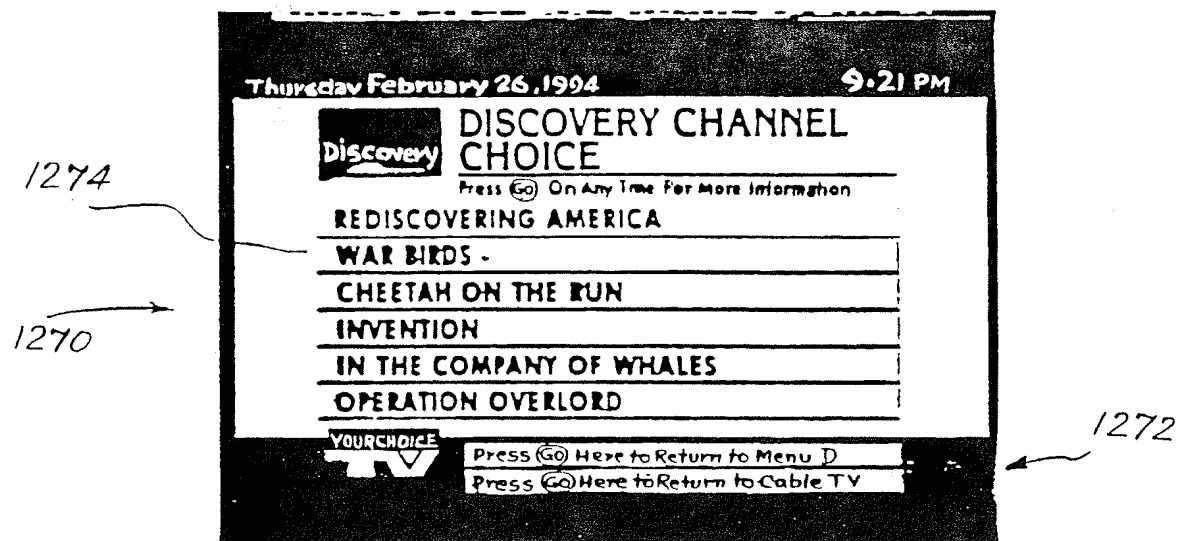 Thursday February 26, 1994 9:21 PM
Discovery
DISCOVERY CHANNEL
CHOICE
Press Go On Any Time For More Information
1274
REDISCOVERING AMERICA
WAR BIRDS -
CHEETAH ON THE RUN
1270
INVENTION
IN THE COMPANY OF WHALES
OPERATION OVERLORD
1272
YOUR CHOICE
TV
Press Go Here to Return to Menu D
Press Go Here to Return to Cable TV